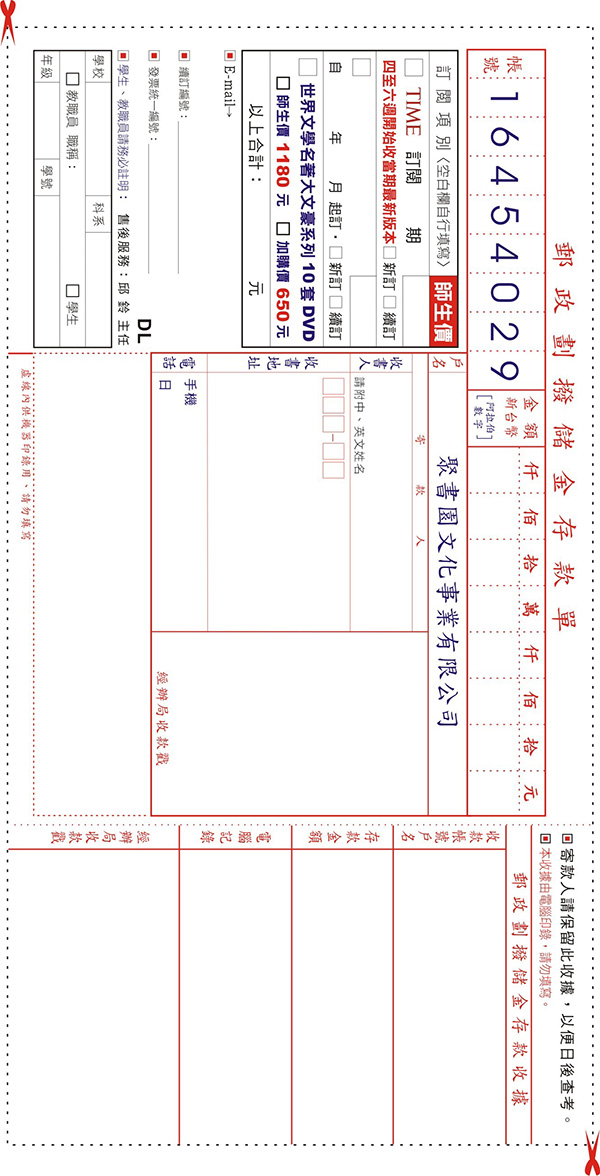 郵政劃撥儲金存款單
帳號
16454029
金額新台幣
[阿拉伯數字]
仟佰拾萬仟佰拾元
訂閱項別〈空白欄自行填寫〉
師生價
□ TIME 訂閱 期
四至六週開始收當期最新版本
□新訂 □續訂
□
自 年 月起訂.□新訂 □續訂
□ 世界文學名著大文豪系列10套DVD
□ 師生價 1180 元 □ 加購價 650 元
以上合計： 元
E-mail→
續訂編號：
發票統一編號：
學生、教職員請務必註明： 售後服務：邱 鈴 主任
DL
學校 科系
□ 教職員 職稱： □ 學生
年級 學號
戶名
聚書園文化事業有限公司
寄款人
收書人
請附中、英文姓名
收書地址
電話
手機
日
經辦局收款戳
虛線內供機器印錄用、請勿填寫
寄款人請保留此收據，以便日後查考。
本收據由電腦印錄，請勿填寫。
郵政劃撥儲金存款收據
收款帳號戶名
存款金額
電腦記錄
經辦局收款戳